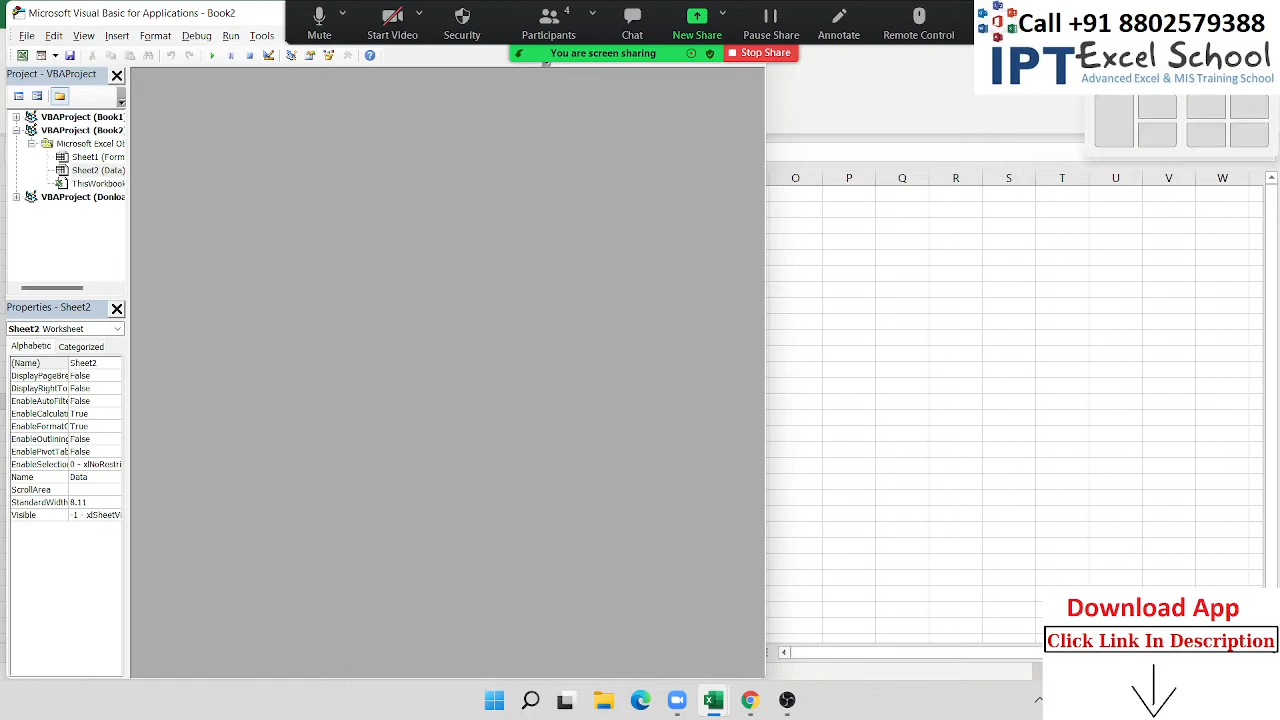 Microsoft Visual Basic for Applications - Book2
File Edit View Insert Format Debug Run Tools
Mute
Start Video
Security
4
Participants
Chat
New Share
Pause Share
Annotate
Remote Control
You are screen sharing
Stop Share
Call +91 8802579388
IPT Excel School
Advanced Excel & MIS Training School
Project - VBAProject
VBAProject (Book1
VBAProject (Book2)
Microsoft Excel Ob
Sheet1 (Form
Sheet2 (Data)
ThisWorkbook
VBAProject (Donloa
O P Q R S T U V W
Properties - Sheet2
Sheet2 Worksheet
Alphabetic Categorized
(Name) Sheet2
DisplayPageBre False
DisplayRightTo False
EnableAutoFilte False
EnableCalculati True
EnableFormatC True
EnableOutlining False
EnablePivotTab False
EnableSelection 0 - xlNoRestri
Name Data
ScrollArea
StandardWidth 8.11
Visible -1 - xlSheetVi
Download App
Click Link In Description